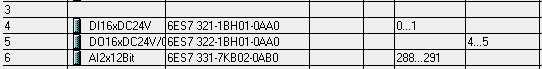 3
4 DI16xDC24V 6ES7 321-1BH01-0AA0 0...1
5 DO16xDC24V/0 6ES7 322-1BH01-0AA0 4...5
6 AI2x12Bit 6ES7 331-7KB02-0AB0 288...291